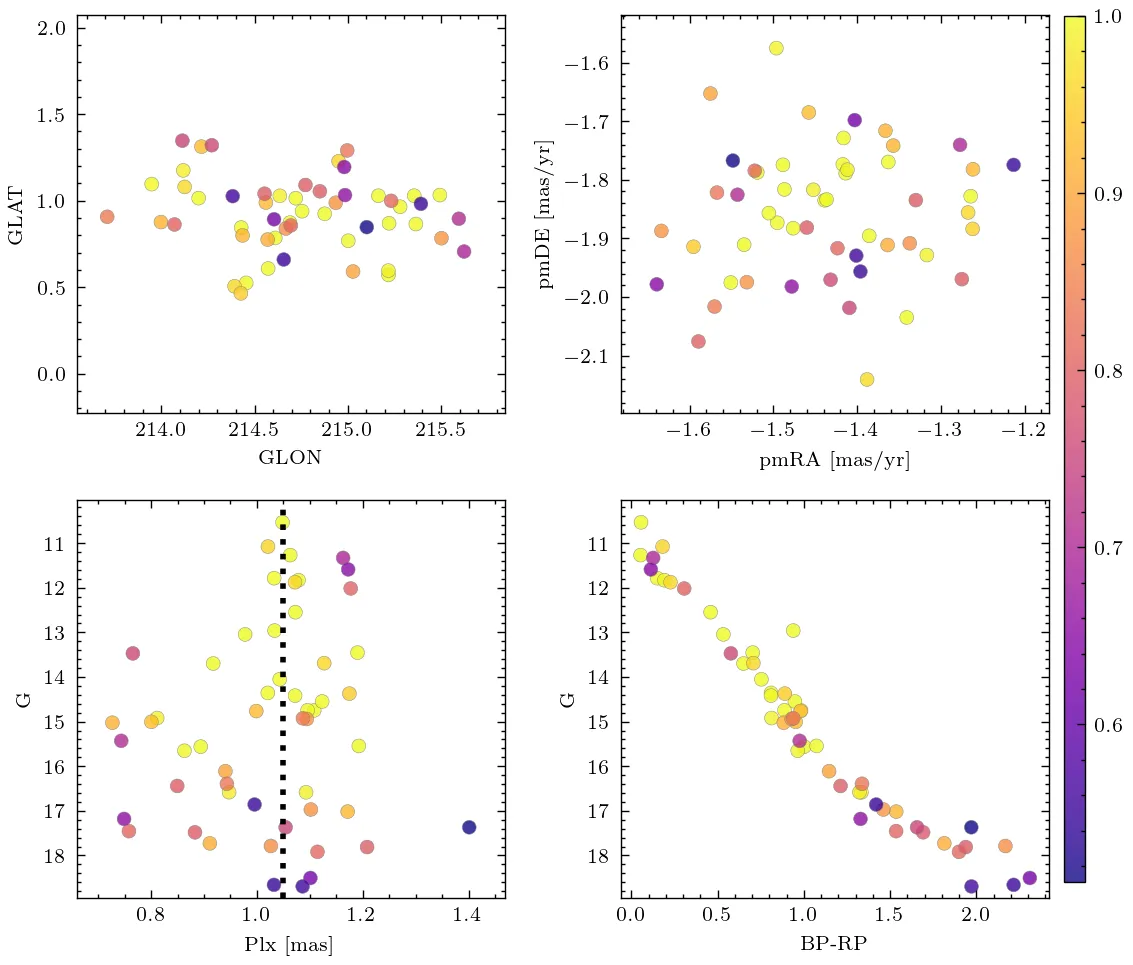 2.0
1.5
1.0
0.5
0.0
GLAT
214.0 214.5 215.0 215.5
GLON
−1.6
−1.7
−1.8
−1.9
−2.0
−2.1
pmDE [mas/yr]
−1.6 −1.5 −1.4 −1.3 −1.2
pmRA [mas/yr]
1.0
0.9
0.8
0.7
0.6
11
12
13
14
15
16
17
18
G
0.8 1.0 1.2 1.4
Plx [mas]
11
12
13
14
15
16
17
18
G
0.0 0.5 1.0 1.5 2.0
BP-RP